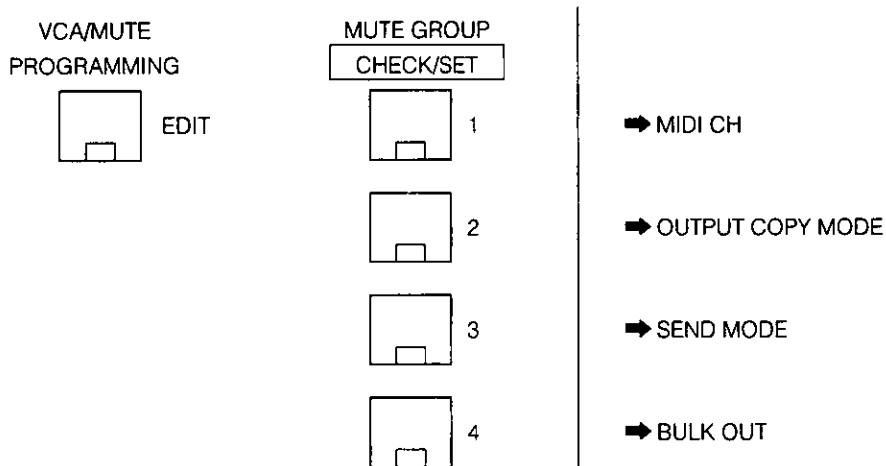 VCA/MUTE
PROGRAMMING
EDIT
MUTE GROUP
CHECK/SET
1 ➡ MIDI CH
2 ➡ OUTPUT COPY MODE
3 ➡ SEND MODE
4 ➡ BULK OUT